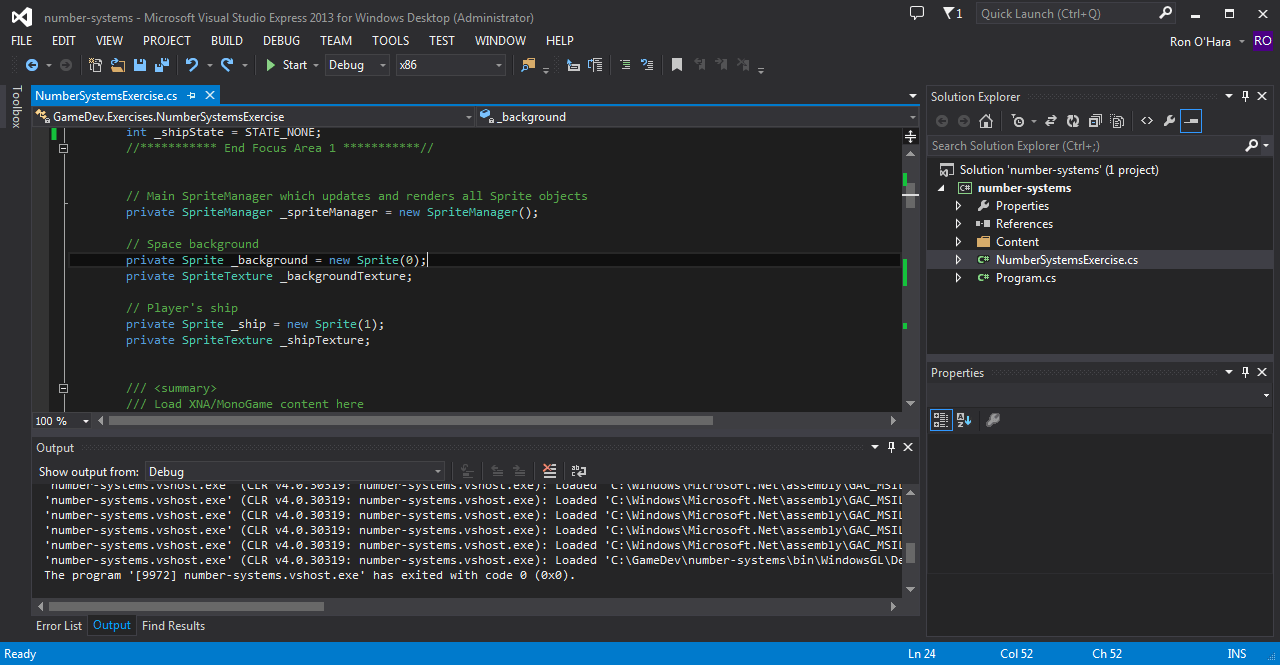 number-systems - Microsoft Visual Studio Express 2013 for Windows Desktop (Administrator)
1
Quick Launch (Ctrl+Q)
FILE EDIT VIEW PROJECT BUILD DEBUG TEAM TOOLS TEST WINDOW HELP
Ron O'Hara RO
Start Debug x86
Toolbox
NumberSystemsExercise.cs
GameDev.Exercises.NumberSystemsExercise _background
int _shipState = STATE_NONE;
//*********** End Focus Area 1 ***********//
// Main SpriteManager which updates and renders all Sprite objects
private SpriteManager _spriteManager = new SpriteManager();
// Space background
private Sprite _background = new Sprite(0);
private SpriteTexture _backgroundTexture;
// Player's ship
private Sprite _ship = new Sprite(1);
private SpriteTexture _shipTexture;
/// <summary>
/// Load XNA/MonoGame content here
100 %
Output
Show output from: Debug
'number-systems.vshost.exe' (CLR v4.0.30319: number-systems.vshost.exe): Loaded 'C:\Windows\Microsoft.Net\assembly\GAC_MSIL
'number-systems.vshost.exe' (CLR v4.0.30319: number-systems.vshost.exe): Loaded 'C:\Windows\Microsoft.Net\assembly\GAC_MSIL
'number-systems.vshost.exe' (CLR v4.0.30319: number-systems.vshost.exe): Loaded 'C:\Windows\Microsoft.Net\assembly\GAC_MSIL
'number-systems.vshost.exe' (CLR v4.0.30319: number-systems.vshost.exe): Loaded 'C:\Windows\Microsoft.Net\assembly\GAC_MSIL
'number-systems.vshost.exe' (CLR v4.0.30319: number-systems.vshost.exe): Loaded 'C:\Windows\Microsoft.Net\assembly\GAC_MSIL
'number-systems.vshost.exe' (CLR v4.0.30319: number-systems.vshost.exe): Loaded 'C:\GameDev\number-systems\bin\WindowsGL\De
The program '[9972] number-systems.vshost.exe' has exited with code 0 (0x0).
Error List Output Find Results
Solution Explorer
Search Solution Explorer (Ctrl+;)
Solution 'number-systems' (1 project)
C# number-systems
Properties
References
Content
C# NumberSystemsExercise.cs
C# Program.cs
Properties
Ready Ln 24 Col 52 Ch 52 INS